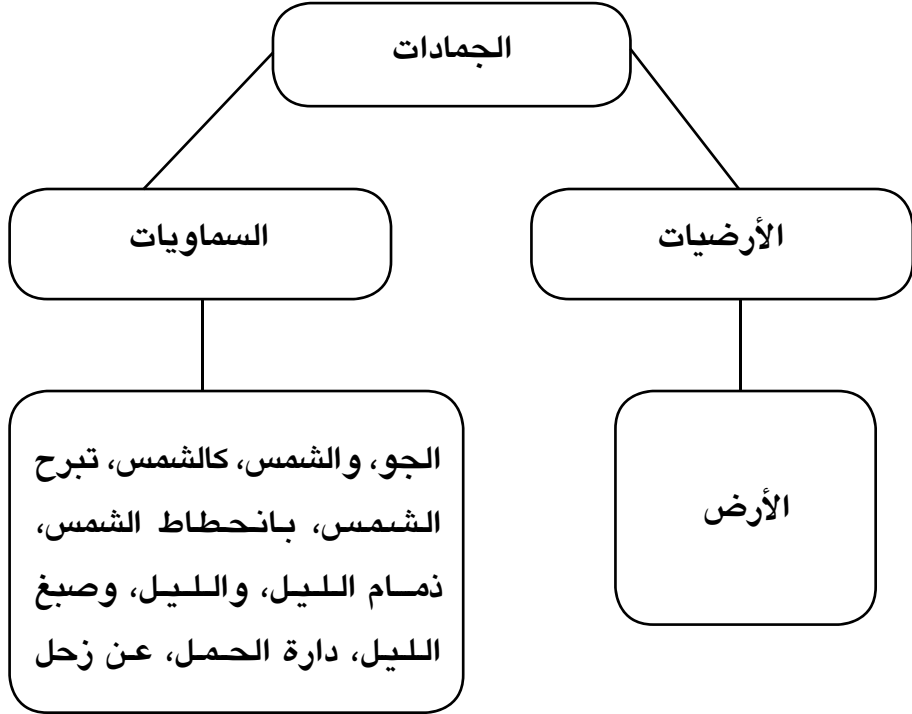 الجمادات
الأرضيات
السماويات
الأرض
الجو، والشمس، كالشمس، تبرح
الشمس، بانحطاط الشمس،
ذمام الليل، والليل، وصبغ
الليل، دارة الحمل، عن زحل